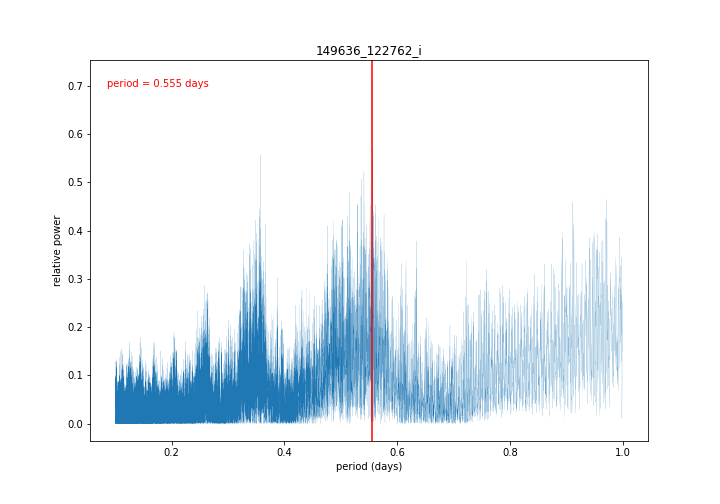 149636_122762_i
period = 0.555 days
relative power
0.7
0.6
0.5
0.4
0.3
0.2
0.1
0.0
0.2 0.4 0.6 0.8 1.0
period (days)